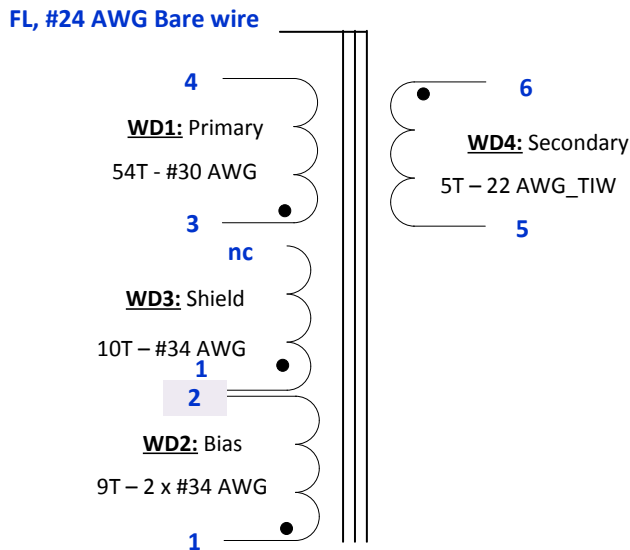 FL, #24 AWG Bare wire
4
WD1: Primary
54T - #30 AWG
3
nc
WD3: Shield
10T – #34 AWG
1
2
WD2: Bias
9T – 2 x #34 AWG
1
6
WD4: Secondary
5T – 22 AWG_TIW
5